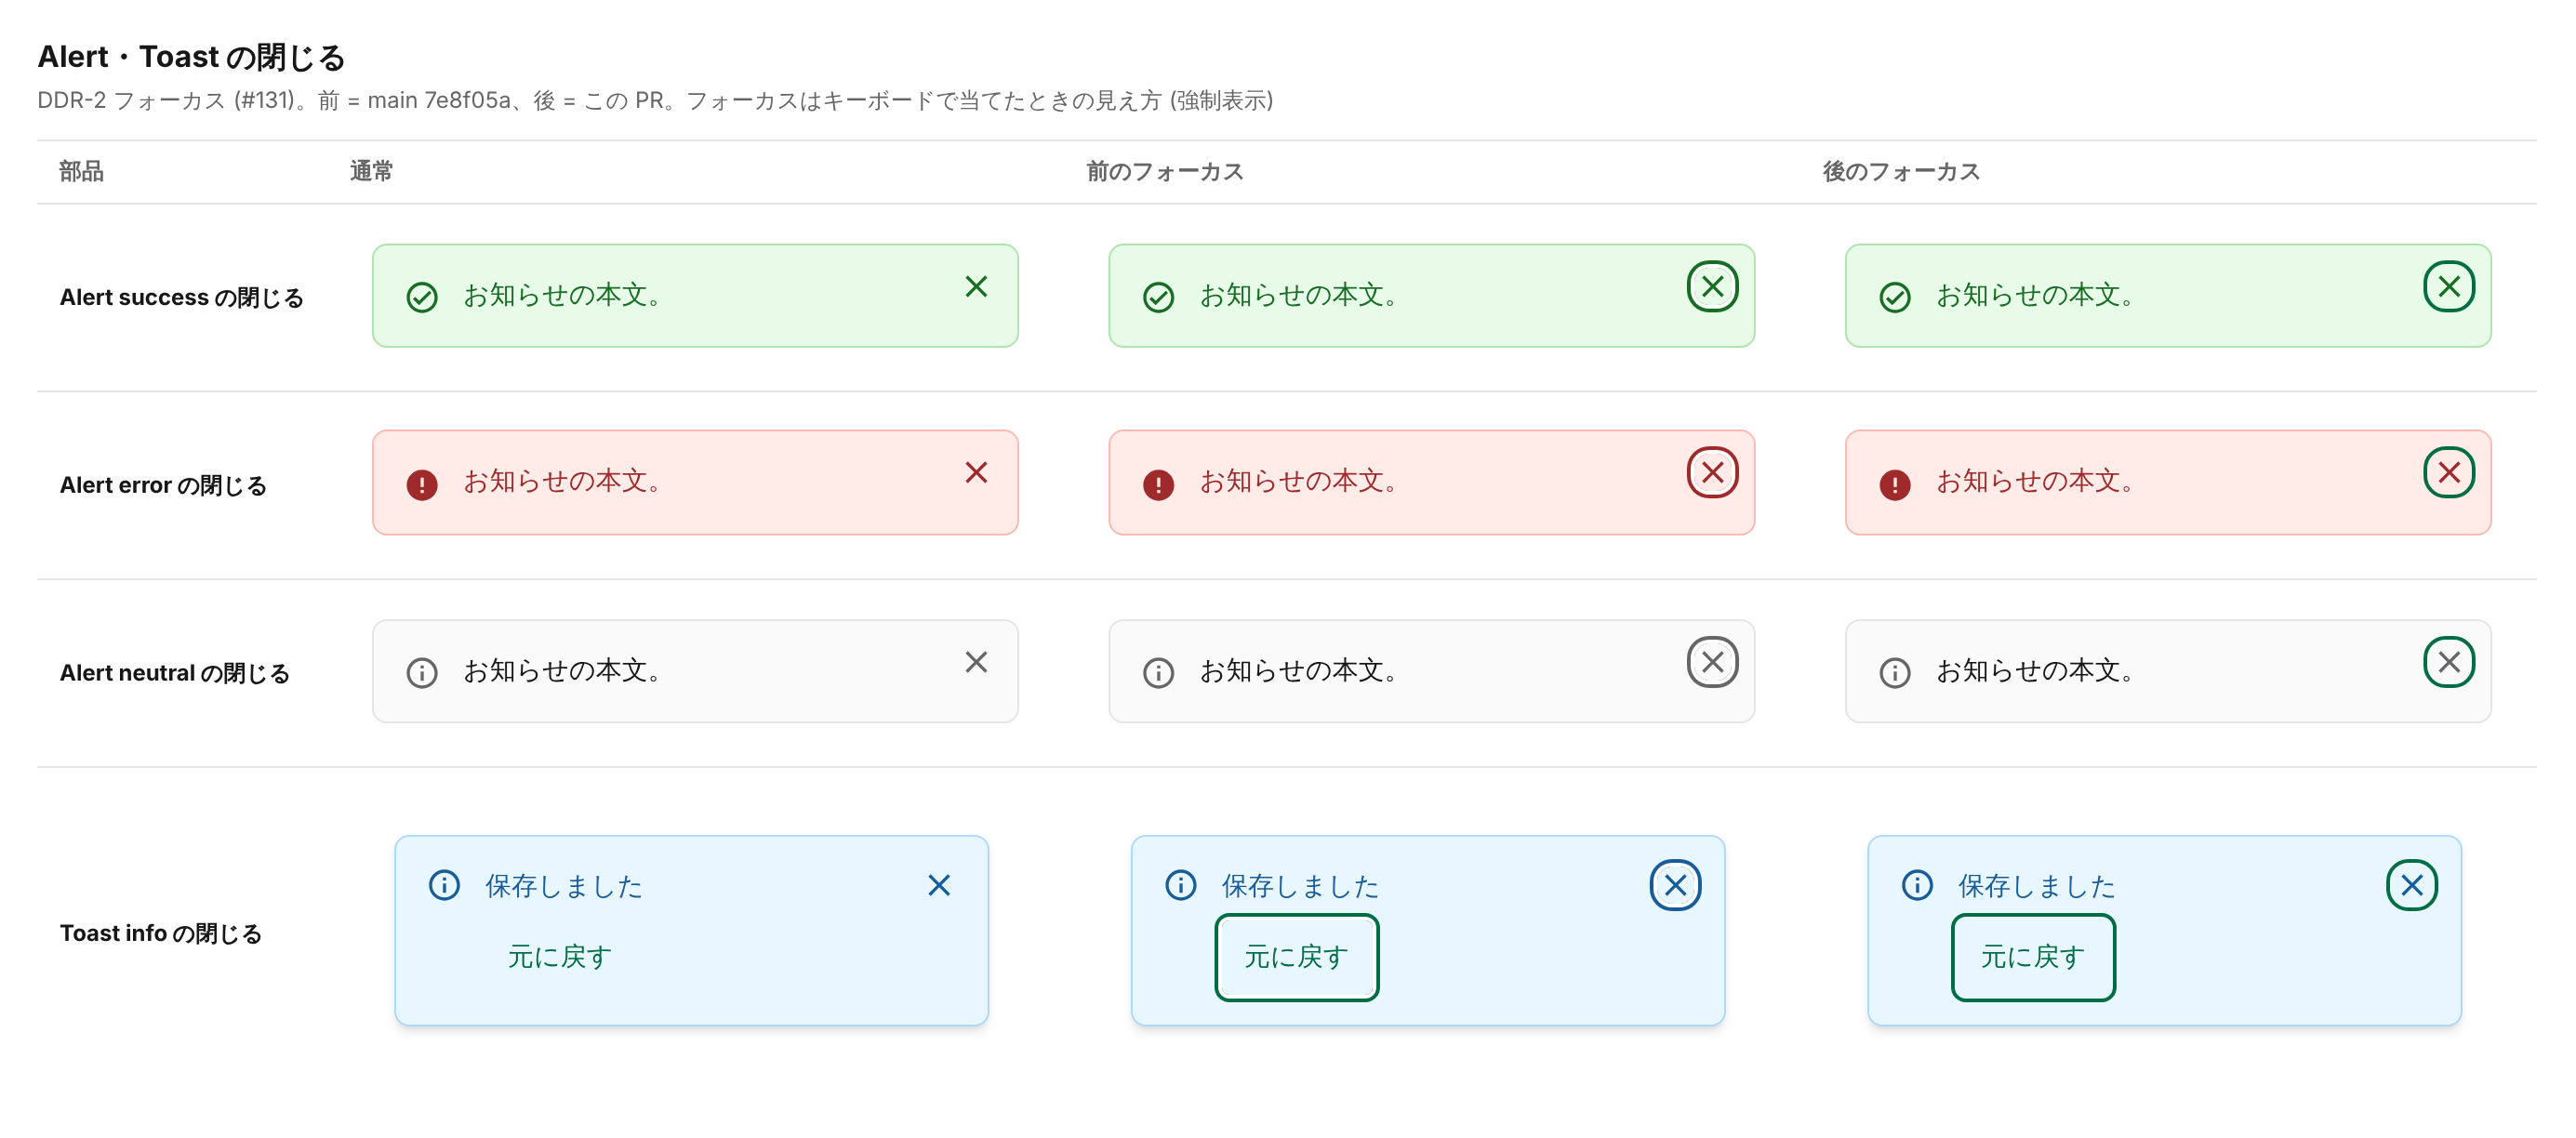 Alert・Toast の閉じる
DDR-2 フォーカス (#131)。前 = main 7e8f05a、後 = この PR。フォーカスはキーボードで当てたときの見え方 (強制表示)
部品 通常 前のフォーカス 後のフォーカス
Alert success の閉じる お知らせの本文。 お知らせの本文。 お知らせの本文。
Alert error の閉じる お知らせの本文。 お知らせの本文。 お知らせの本文。
Alert neutral の閉じる お知らせの本文。 お知らせの本文。 お知らせの本文。
保存しました 保存しました 保存しました
Toast info の閉じる
元に戻す 元に戻す 元に戻す